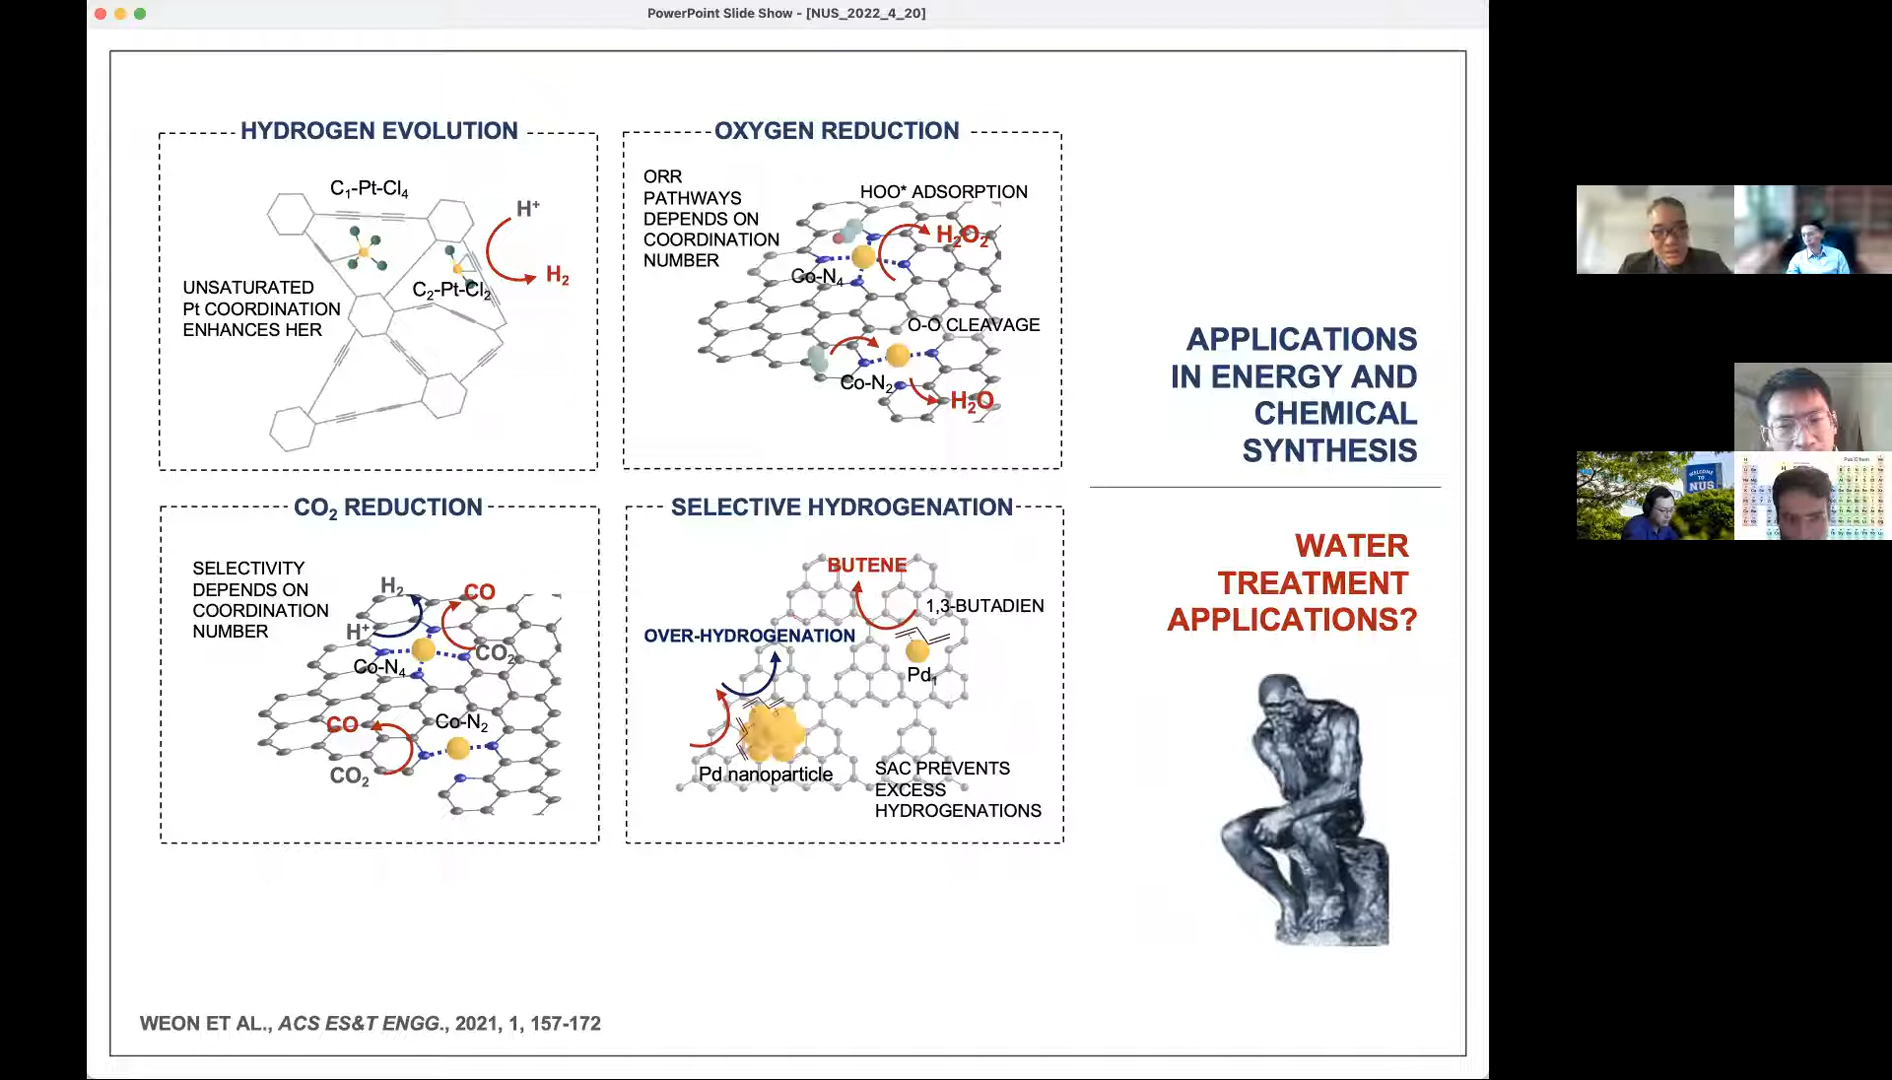 PowerPoint Slide Show - [NUS_2022_4_20]
HYDROGEN EVOLUTION
C1-Pt-Cl4
H+
H2
C2-Pt-Cl2
UNSATURATED
Pt COORDINATION
ENHANCES HER
OXYGEN REDUCTION
ORR
PATHWAYS
DEPENDS ON
COORDINATION
NUMBER
HOO* ADSORPTION
H2O2
Co-N4
O-O CLEAVAGE
Co-N2
H2O
CO2 REDUCTION
SELECTIVITY
DEPENDS ON
COORDINATION
NUMBER
H2
CO
H+
CO2
Co-N4
CO
Co-N2
CO2
SELECTIVE HYDROGENATION
BUTENE
1,3-BUTADIEN
OVER-HYDROGENATION
Pd1
Pd nanoparticle
SAC PREVENTS
EXCESS
HYDROGENATIONS
APPLICATIONS
IN ENERGY AND
CHEMICAL
SYNTHESIS
WATER
TREATMENT
APPLICATIONS?
WEON ET AL., ACS ES&T ENGG., 2021, 1, 157-172
WELCOME
TO
NUS